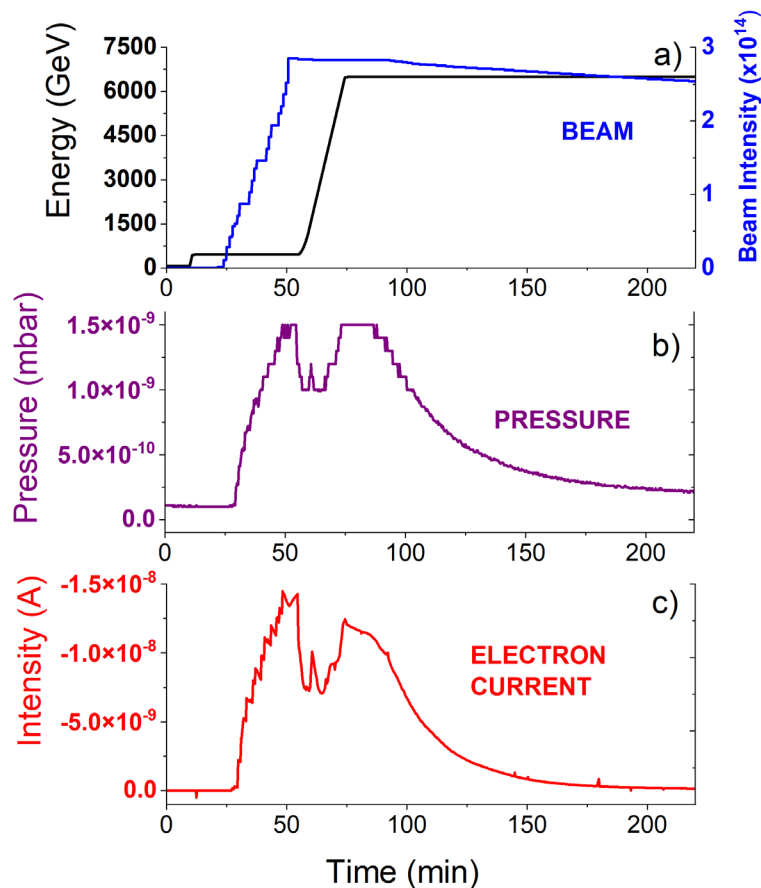 a)
Energy (GeV)
7500
6000
4500
3000
1500
0
Beam Intensity (x10¹⁴)
3
2
1
0
BEAM
0 50 100 150 200
b)
Pressure (mbar)
1.5×10⁻⁹
1.0×10⁻⁹
5.0×10⁻¹⁰
0.0
PRESSURE
0 50 100 150 200
c)
Intensity (A)
-1.5×10⁻⁸
-1.0×10⁻⁸
-5.0×10⁻⁹
0.0
ELECTRON
CURRENT
0 50 100 150 200
Time (min)